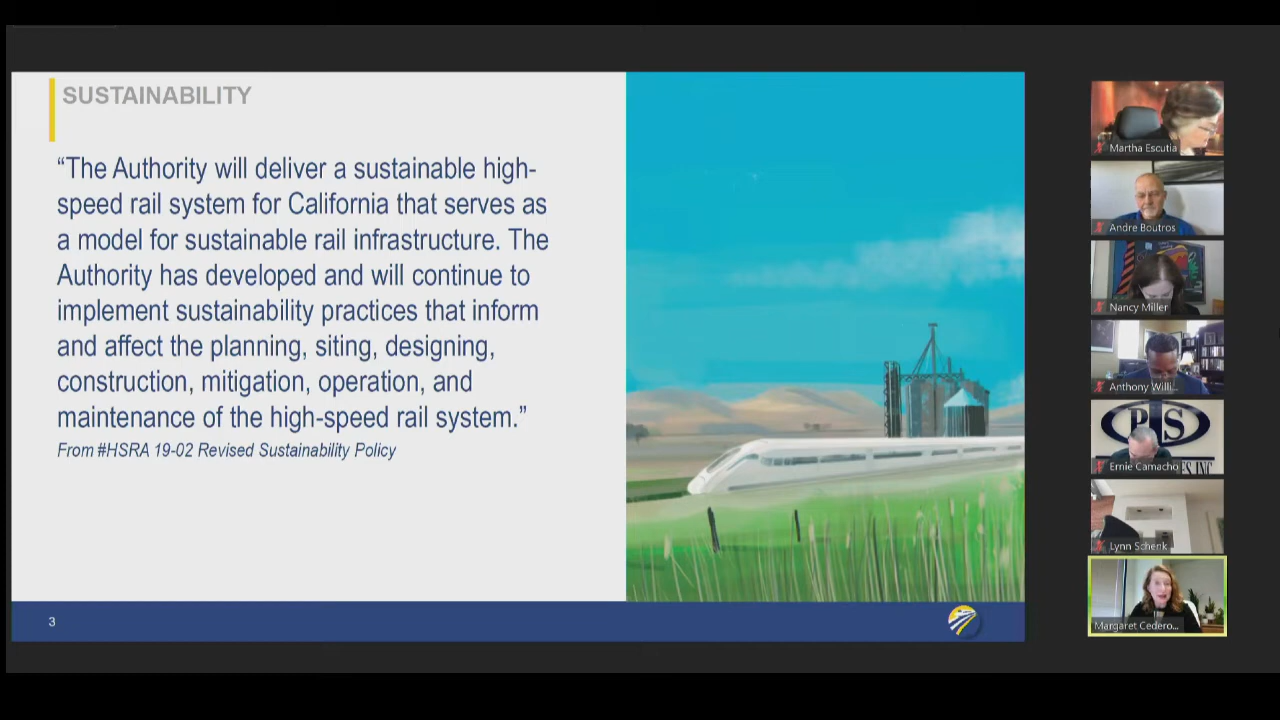 SUSTAINABILITY
“The Authority will deliver a sustainable high-
speed rail system for California that serves as
a model for sustainable rail infrastructure. The
Authority has developed and will continue to
implement sustainability practices that inform
and affect the planning, siting, designing,
construction, mitigation, operation, and
maintenance of the high-speed rail system.”
From #HSRA 19-02 Revised Sustainability Policy
3
Martha Escutia
Andre Boutros
Nancy Miller
Anthony Willi...
Ernie Camacho
Lynn Schenk
Margaret Cedero...